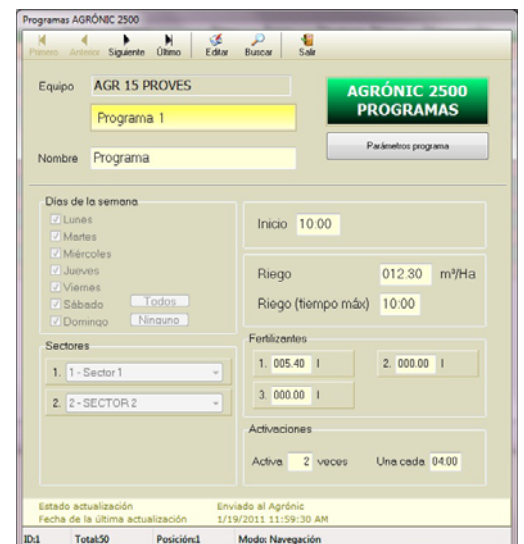 Programas AGRÓNIC 2500
Primero Anterior Siguiente Último Editar Buscar Salir
Equipo AGR 15 PROVES
Programa 1
AGRÓNIC 2500
PROGRAMAS
Parámetros programa
Nombre Programa
Días de la semana
Lunes
Martes
Miércoles
Jueves
Viernes
Sábado Todos
Domingo Ninguno
Inicio 10:00
Riego 012.30 m³/Ha
Riego (tiempo máx) 10:00
Sectores
1. 1 - Sector 1
2. 2 - SECTOR 2
Fertilizantes
1. 005.40 l 2. 000.00 l
3. 000.00 l
Activaciones
Activa 2 veces Una cada 04:00
Estado actualización Enviado al Agrónic
Fecha de la última actualización 1/19/2011 11:59:30 AM
ID:1 Total:50 Posición:1 Modo: Navegación